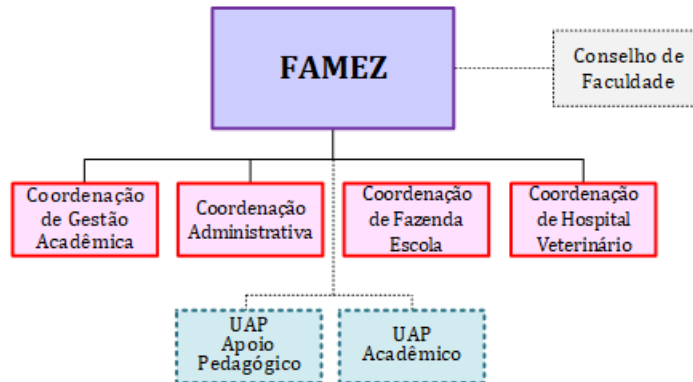 FAMEZ
Conselho de
Faculdade
Coordenação
de Gestão
Acadêmica
Coordenação
Administrativa
Coordenação
de Fazenda
Escola
Coordenação
de Hospital
Veterinário
UAP
Apoio
Pedagógico
UAP
Acadêmico